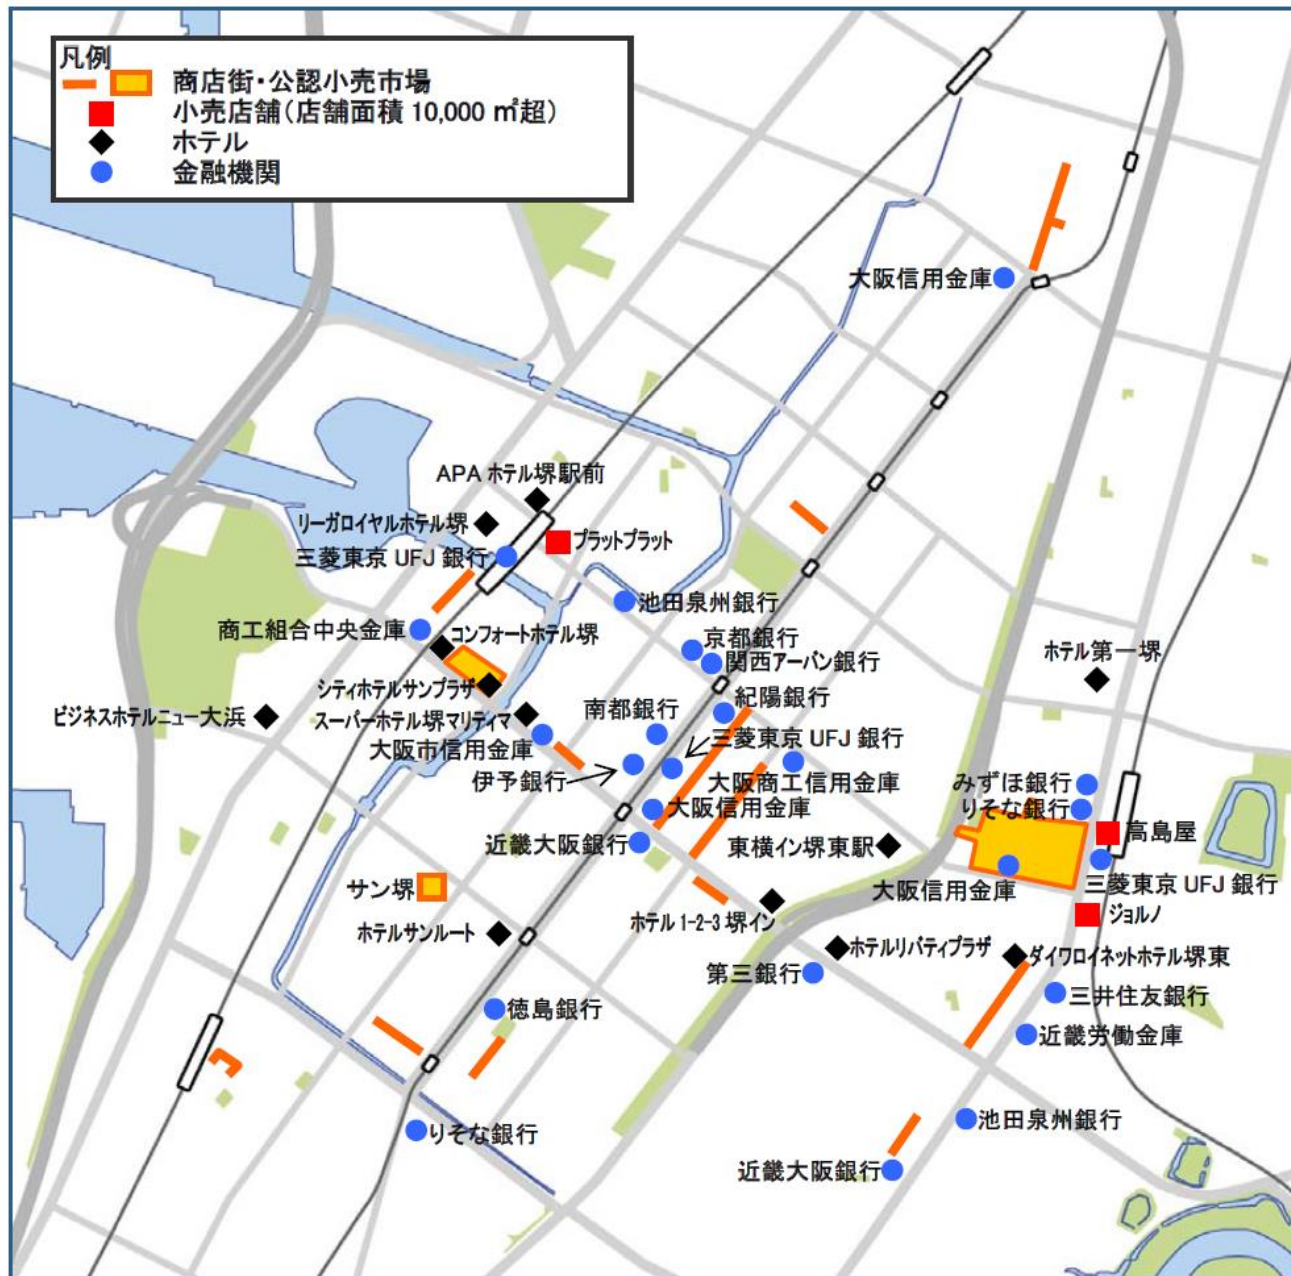 凡例
商店街・公認小売市場
小売店舗(店舗面積 10,000 ㎡超)
ホテル
金融機関
大阪信用金庫
APA ホテル堺駅前
リーガロイヤルホテル堺
プラットプラット
三菱東京 UFJ 銀行
池田泉州銀行
商工組合中央金庫
コンフォートホテル堺
京都銀行
関西アーバン銀行
ホテル第一堺
シティホテルサンプラザ
紀陽銀行
ビジネスホテルニュー大浜
スーパーホテル堺マリティマ
南都銀行
三菱東京 UFJ 銀行
大阪市信用金庫
伊予銀行
大阪商工信用金庫
みずほ銀行
大阪信用金庫
りそな銀行
近畿大阪銀行
東横イン堺東駅
高島屋
サン堺
大阪信用金庫
三菱東京 UFJ 銀行
ホテル 1-2-3 堺イン
ジョルノ
ホテルサンルート
ホテルリバティプラザ
ダイワロイネットホテル堺東
第三銀行
三井住友銀行
徳島銀行
近畿労働金庫
りそな銀行
池田泉州銀行
近畿大阪銀行